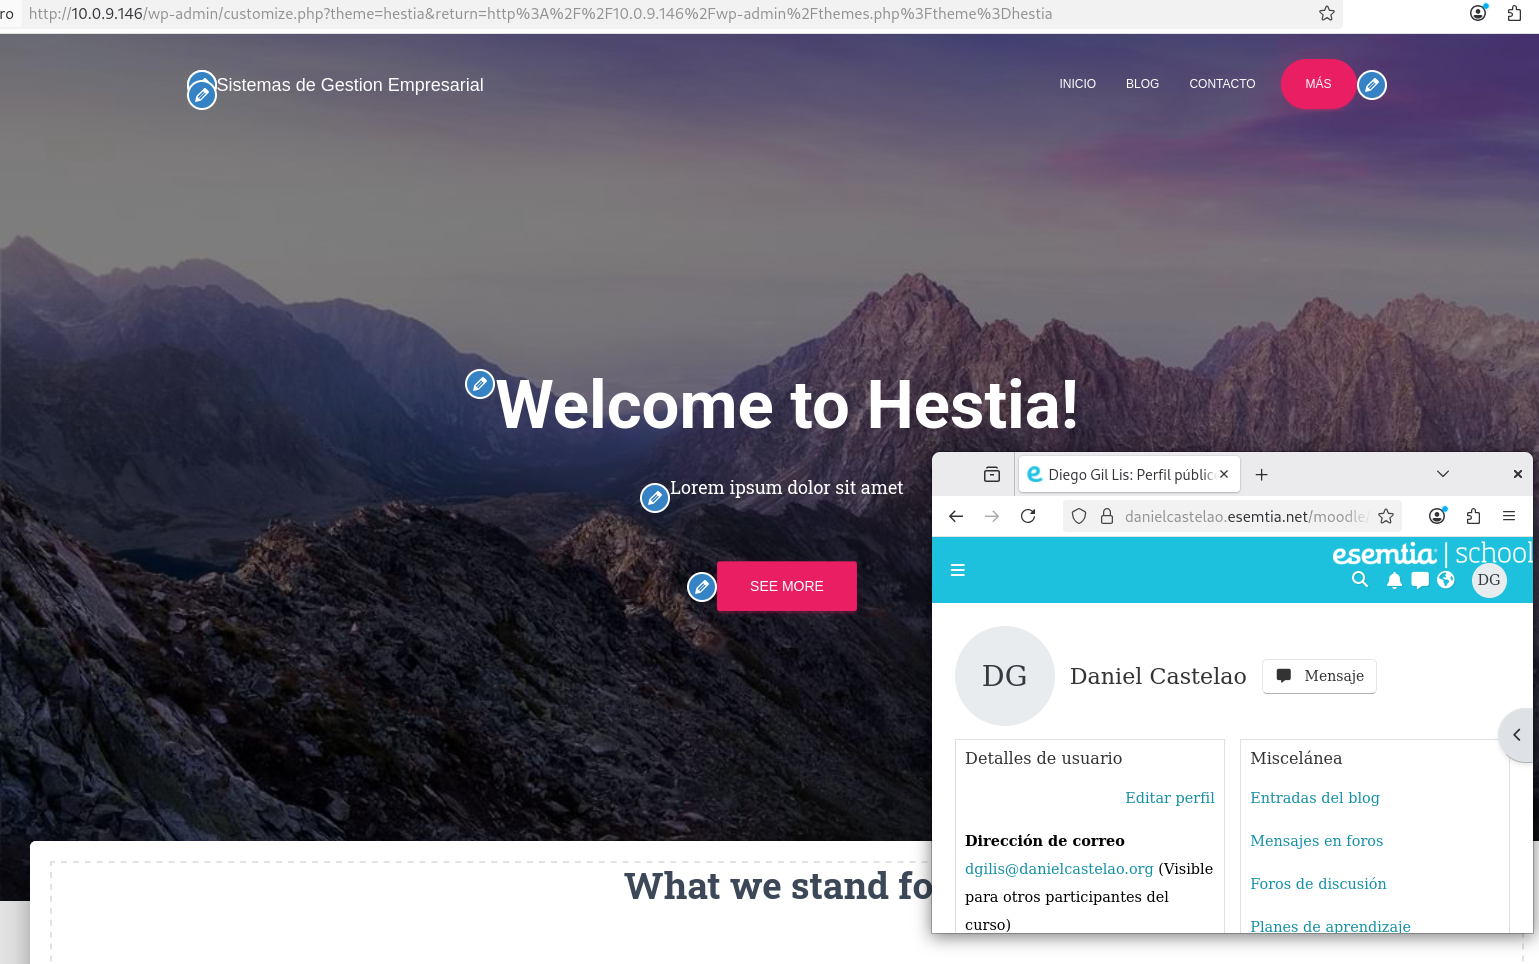 ro
http://10.0.9.146/wp-admin/customize.php?theme=hestia&return=http%3A%2F%2F10.0.9.146%2Fwp-admin%2Fthemes.php%3Ftheme%3Dhestia
Sistemas de Gestion Empresarial
INICIO
BLOG
CONTACTO
MÁS
Welcome to Hestia!
Lorem ipsum dolor sit amet
SEE MORE
What we stand fo
Diego Gil Lis: Perfil públic
danielcastelao.esemtia.net/moodle/
esemtia | school
DG
DG
Daniel Castelao
Mensaje
Detalles de usuario
Editar perfil
Dirección de correo
dgilis@danielcastelao.org (Visible
para otros participantes del
curso)
Miscelánea
Entradas del blog
Mensajes en foros
Foros de discusión
Planes de aprendizaje